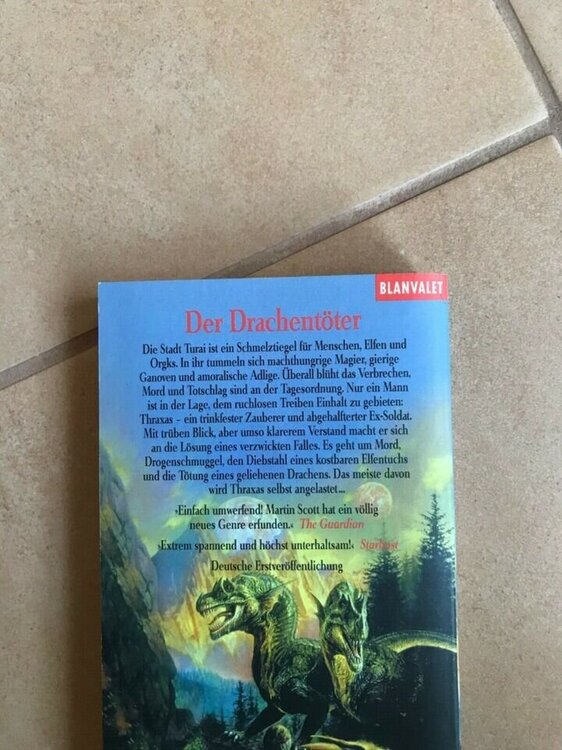 BLANVALET
Der Drachentöter
Die Stadt Turai ist ein Schmelztiegel für Menschen, Elfen und
Orgks. In ihr tummeln sich machthungrige Magier, gierige
Ganoven und amoralische Adlige. Überall blüht das Verbrechen,
Mord und Totschlag sind an der Tagesordnung. Nur ein Mann
ist in der Lage, dem ruchlosen Treiben Einhalt zu gebieten:
Thraxas – ein trinkfester Zauberer und abgehalfterter Ex-Soldat.
Mit trüben Blick, aber umso klarerem Verstand macht er sich
an die Lösung eines verzwickten Falles. Es geht um Mord,
Drogenschmuggel, den Diebstahl eines kostbaren Elfentuchs
und die Tötung eines geliehenen Drachens. Das meiste davon
wird Thraxas selbst angelastet...
›Einfach umwerfend! Martin Scott hat ein völlig
neues Genre erfunden.‹ The Guardian
›Extrem spannend und höchst unterhaltsam!‹ Starburst
Deutsche Erstveröffentlichung